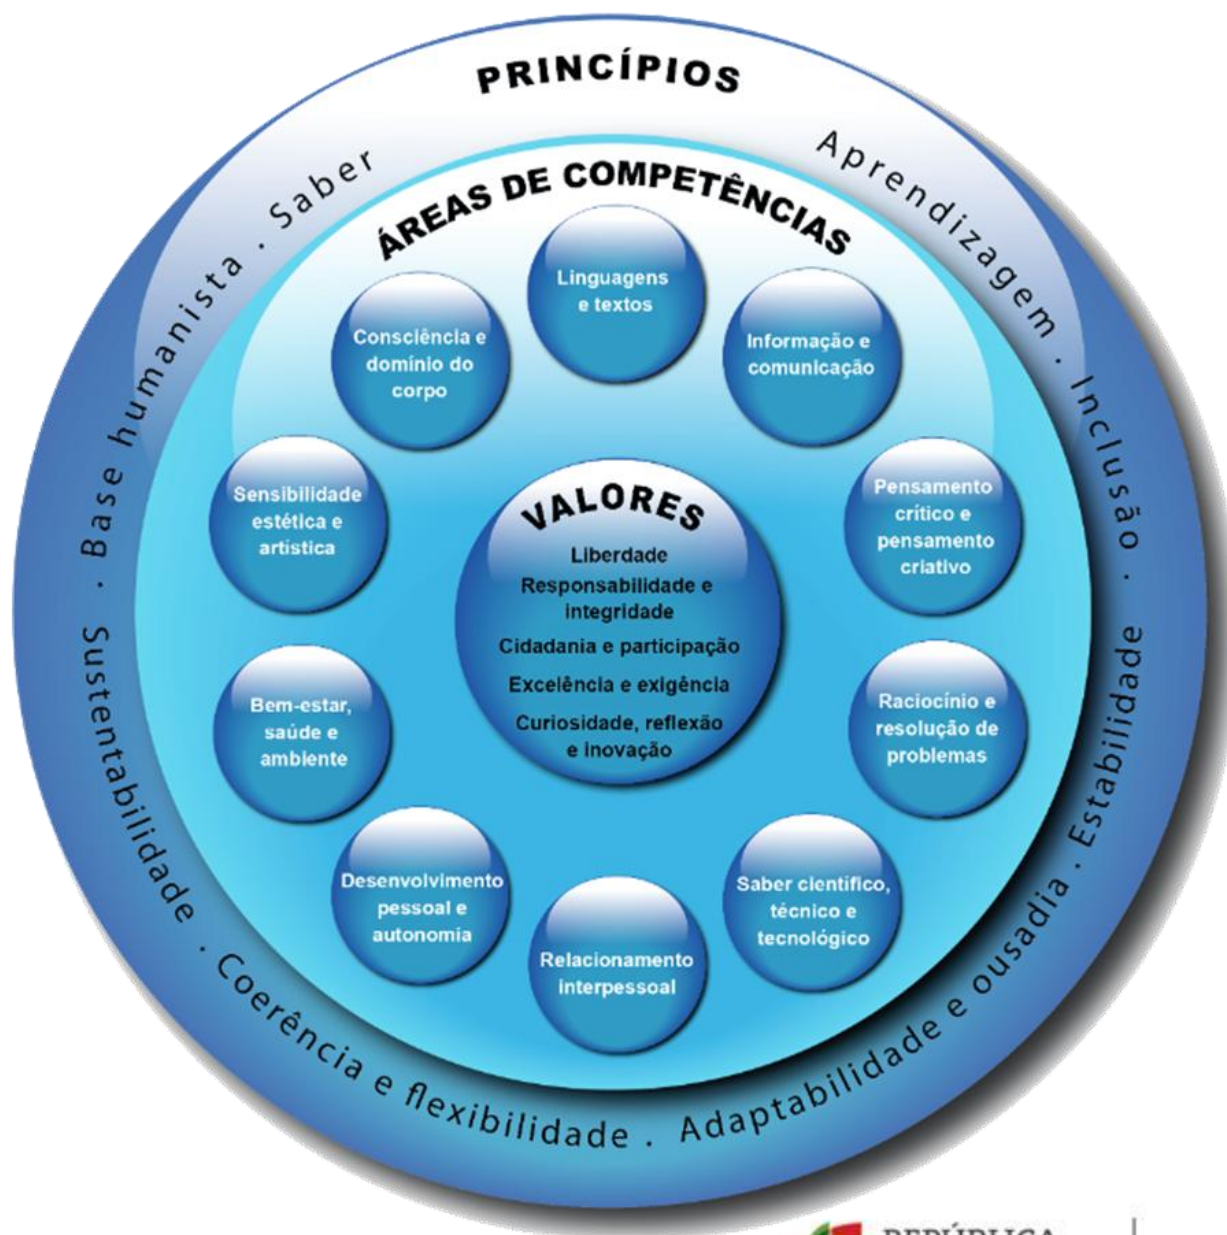 PRINCÍPIOS
Sustentabilidade . Base humanista . Saber
Aprendizagem . Inclusão .
Estabilidade
Coerência e flexibilidade . Adaptabilidade e ousadia .
ÁREAS DE COMPETÊNCIAS
Linguagens
e textos
Informação e
comunicação
Pensamento
crítico e
pensamento
criativo
Raciocínio e
resolução de
problemas
Saber científico,
técnico e
tecnológico
Relacionamento
interpessoal
Desenvolvimento
pessoal e
autonomia
Bem-estar,
saúde e
ambiente
Sensibilidade
estética e
artística
Consciência e
domínio do
corpo
VALORES
Liberdade
Responsabilidade e
integridade
Cidadania e participação
Excelência e exigência
Curiosidade, reflexão
e inovação
REPÚBLICA